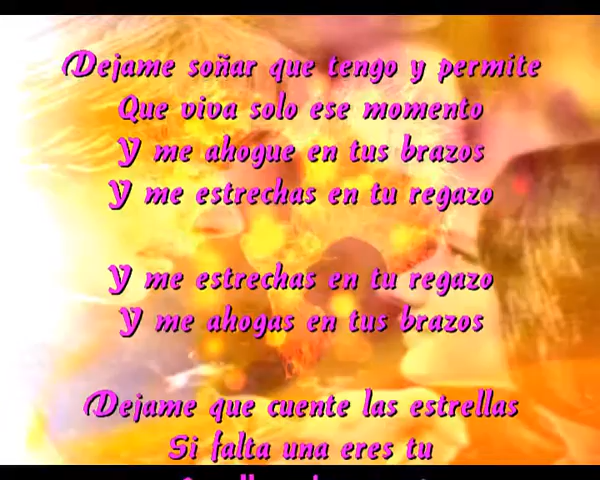 Dejame soñar que tengo y permite
Que viva solo ese momento
Y me ahogue en tus brazos
Y me estrechas en tu regazo
Y me estrechas en tu regazo
Y me ahogas en tus brazos
Dejame que cuente las estrellas
Si falta una eres tu